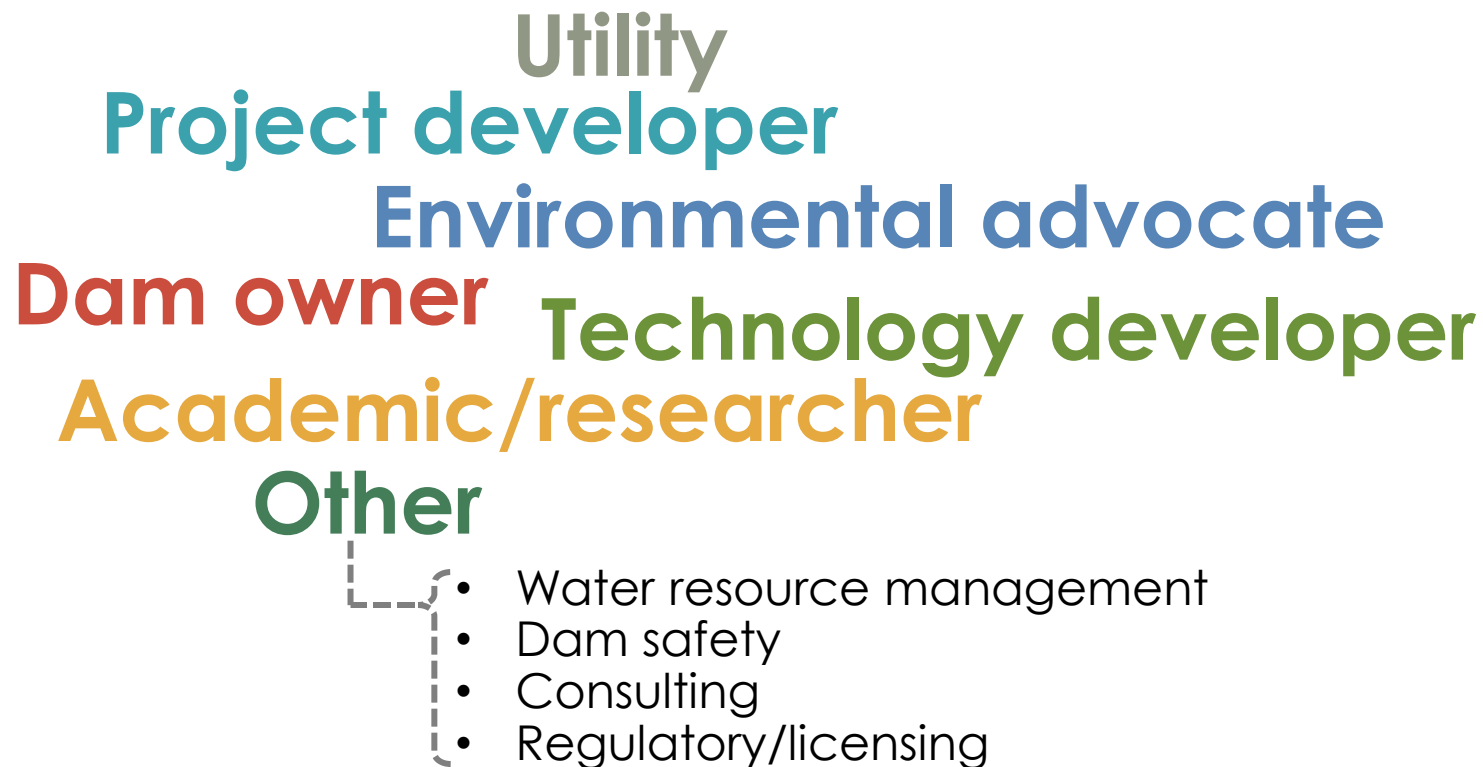 Utility
Project developer
Environmental advocate
Dam owner
Technology developer
Academic/researcher
Other
• Water resource management
• Dam safety
• Consulting
• Regulatory/licensing